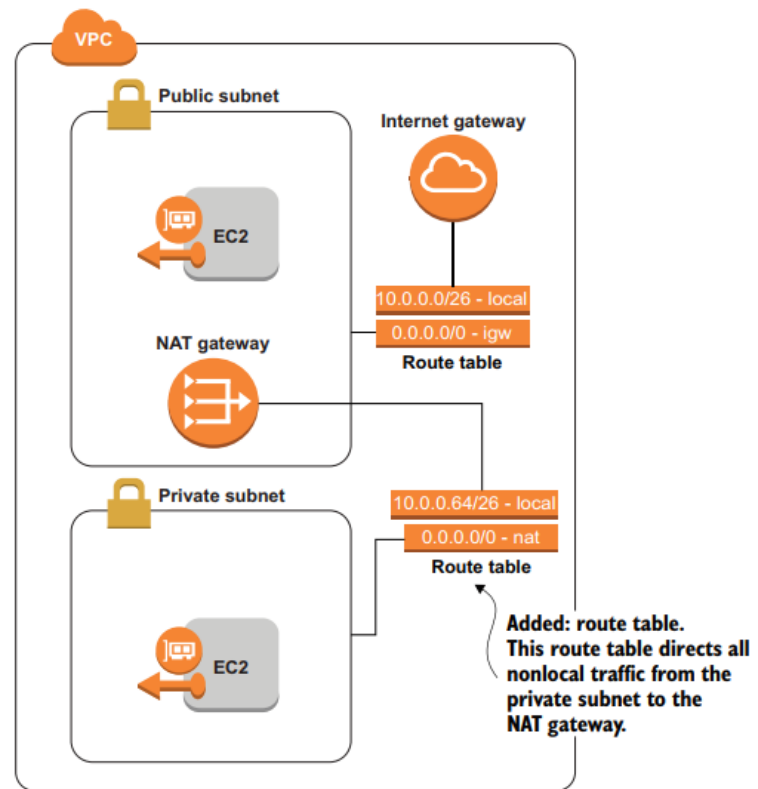 VPC
Public subnet
Internet gateway
EC2
10.0.0.0/26 - local
0.0.0.0/0 - igw
Route table
NAT gateway
Private subnet
10.0.0.64/26 - local
0.0.0.0/0 - nat
Route table
EC2
Added: route table.
This route table directs all
nonlocal traffic from the
private subnet to the
NAT gateway.